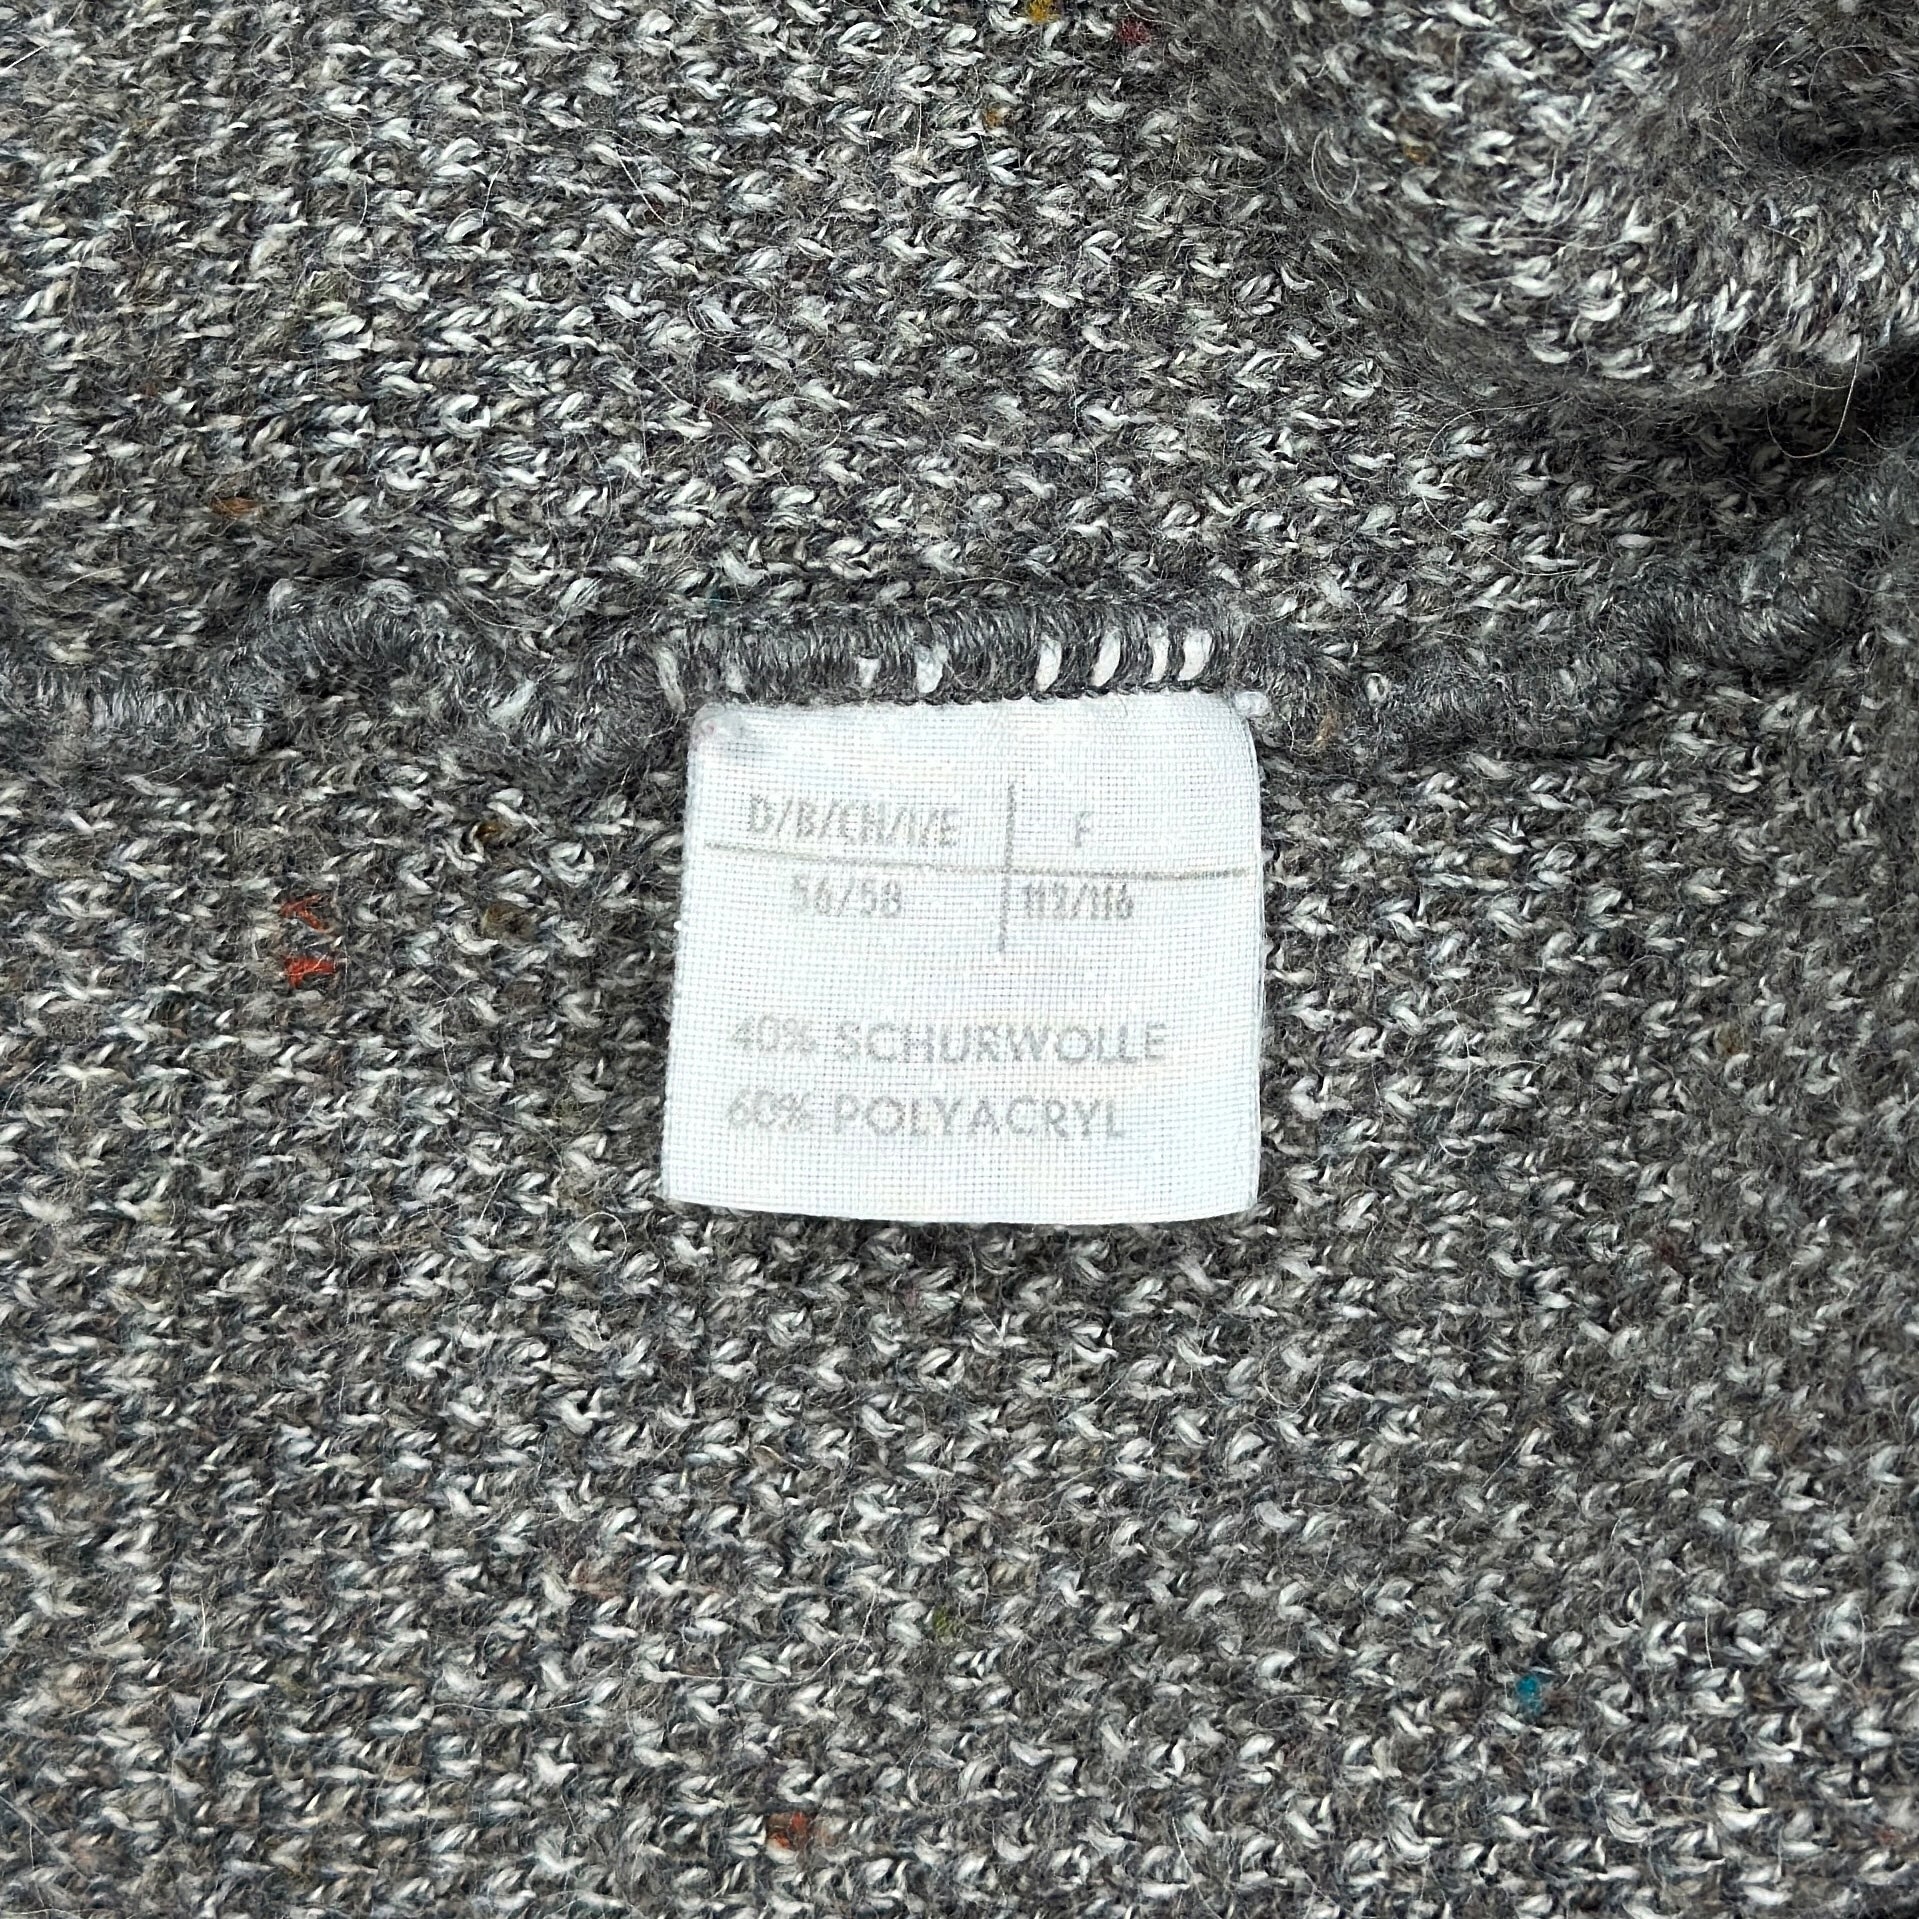 D/B/CH/I/E F
56/58 112/116
40% SCHURWOLLE
60% POLYACRYL